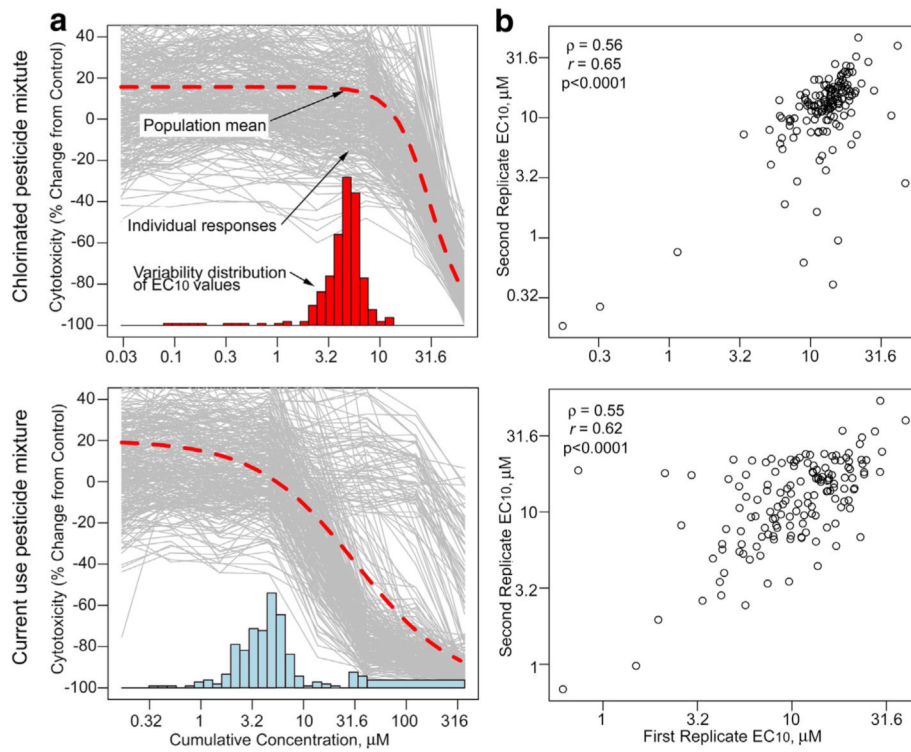 a
b
Chlorinated pesticide mixture
Cytotoxicity (% Change from Control)
40
20
0
-20
-40
-60
-80
-100
Population mean
Individual responses
Variability distribution
of EC10 values
0.03
0.1
0.3
1
3.2
10
31.6
Second Replicate EC10, μM
31.6
10
3.2
1
0.32
ρ = 0.56
r = 0.65
p<0.0001
0.3
1
3.2
10
31.6
Current use pesticide mixture
Cytotoxicity (% Change from Control)
40
20
0
-20
-40
-60
-80
-100
0.32
1
3.2
10
31.6
100
316
Cumulative Concentration, μM
Second Replicate EC10, μM
31.6
10
3.2
1
ρ = 0.55
r = 0.62
p<0.0001
1
3.2
10
31.6
First Replicate EC10, μM